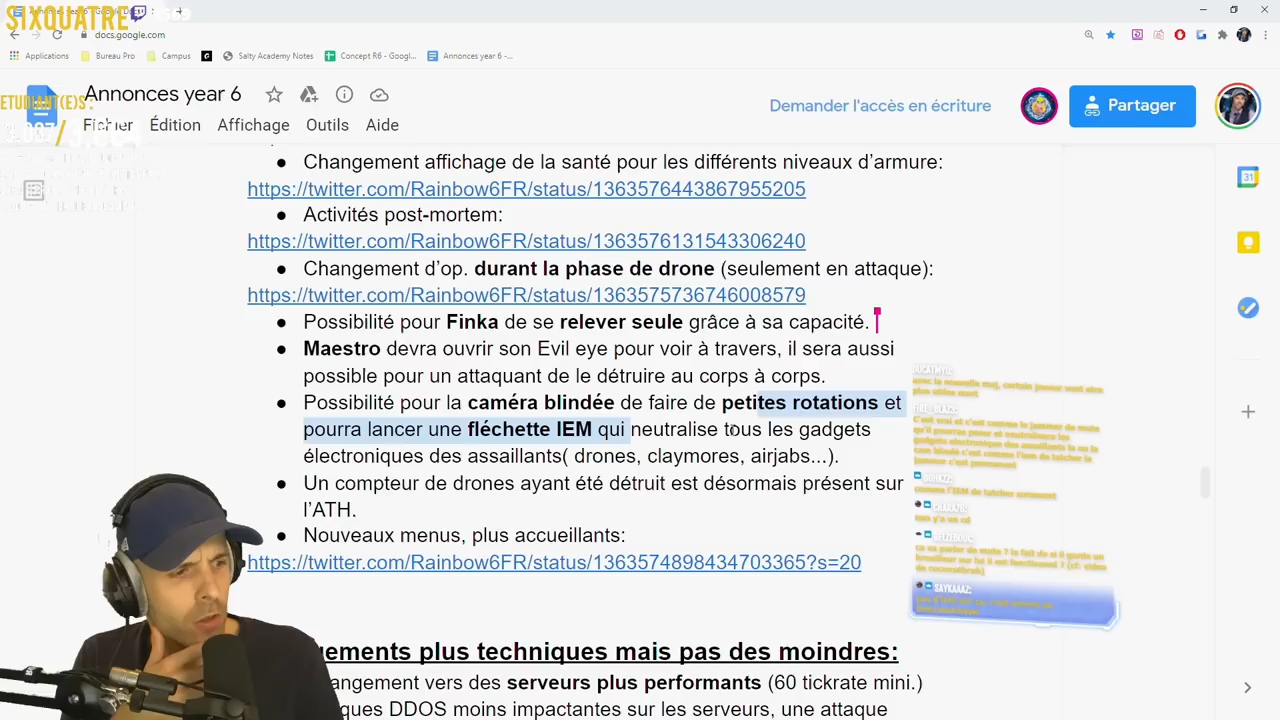 SIXQUATRE
docs.google.com
Applications Bureau Pro Campus Salty Academy Notes Concept R6 - Google... Annonces year 6 -...
ETUDIANT(E)S:
Annonces year 6
Demander l'accès en écriture
Partager
Fichier Édition Affichage Outils Aide
Changement affichage de la santé pour les différents niveaux d'armure:
https://twitter.com/Rainbow6FR/status/1363576443867955205
Activités post-mortem:
https://twitter.com/Rainbow6FR/status/1363576131543306240
Changement d'op. durant la phase de drone (seulement en attaque):
https://twitter.com/Rainbow6FR/status/1363575736746008579
Possibilité pour Finka de se relever seule grâce à sa capacité.
Maestro devra ouvrir son Evil eye pour voir à travers, il sera aussi
possible pour un attaquant de le détruire au corps à corps.
Possibilité pour la caméra blindée de faire de petites rotations et
pourra lancer une fléchette IEM qui neutralise tous les gadgets
électroniques des assaillants( drones, claymores, airjabs...).
Un compteur de drones ayant été détruit est désormais présent sur
l'ATH.
Nouveaux menus, plus accueillants:
https://twitter.com/Rainbow6FR/status/1363574898434703365?s=20
gements plus techniques mais pas des moindres:
angement vers des serveurs plus performants (60 tickrate mini.)
ques DDOS moins impactantes sur les serveurs, une attaque
31